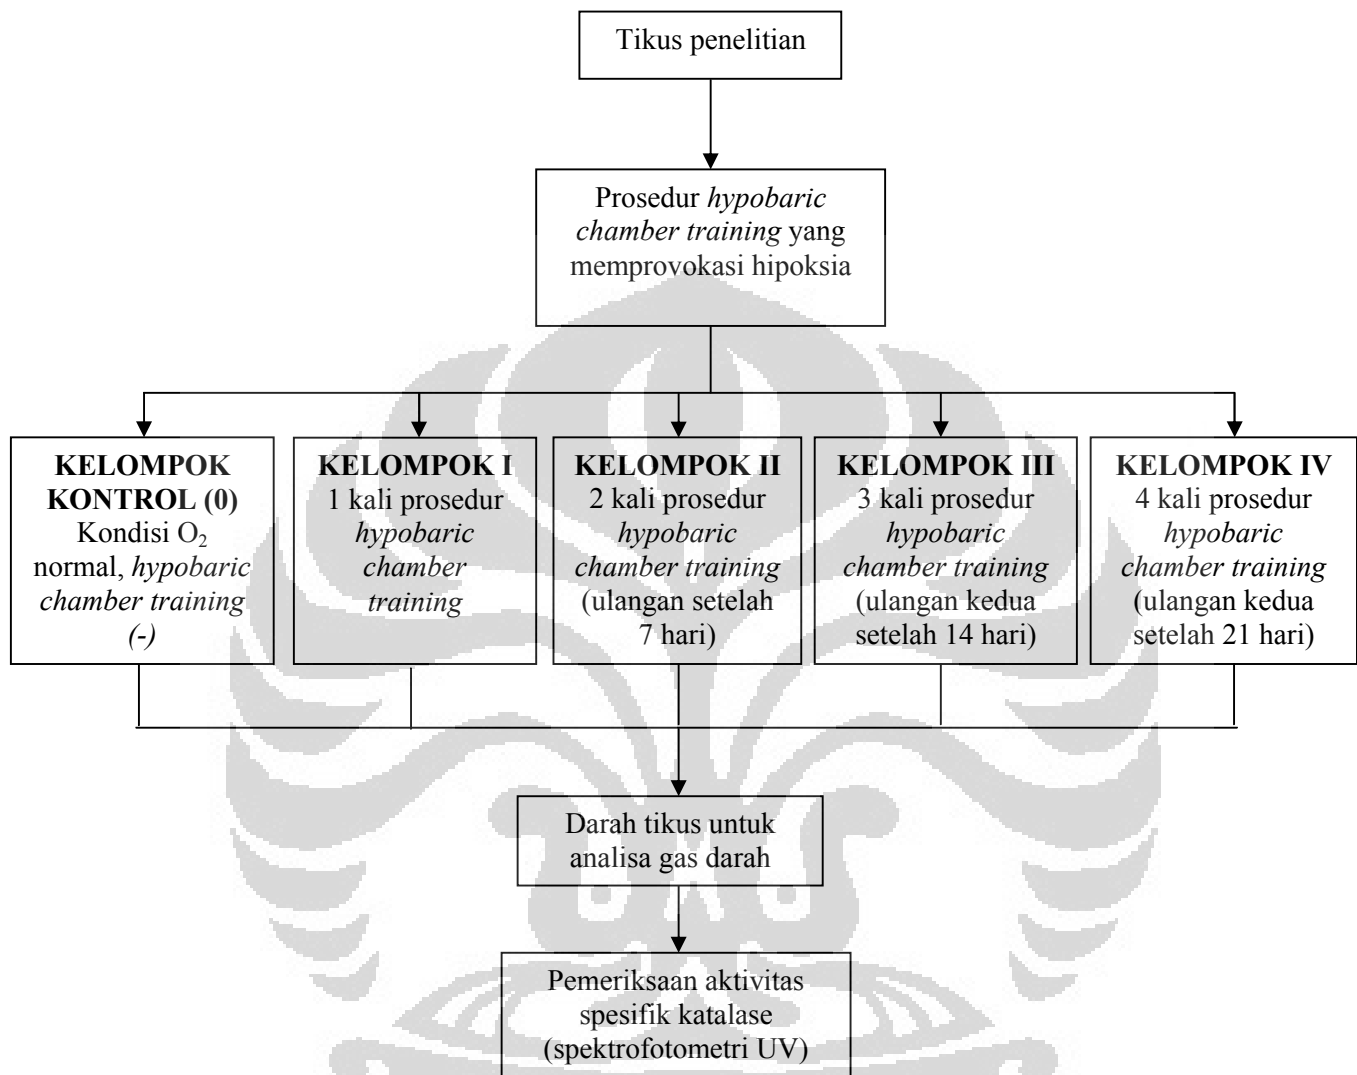 Tikus penelitian
Prosedur hypobaric
chamber training yang
memprovokasi hipoksia
KELOMPOK
KONTROL (0)
Kondisi O₂
normal, hypobaric
chamber training
(-)
KELOMPOK I
1 kali prosedur
hypobaric
chamber
training
KELOMPOK II
2 kali prosedur
hypobaric
chamber training
(ulangan setelah
7 hari)
KELOMPOK III
3 kali prosedur
hypobaric
chamber training
(ulangan kedua
setelah 14 hari)
KELOMPOK IV
4 kali prosedur
hypobaric
chamber training
(ulangan kedua
setelah 21 hari)
Darah tikus untuk
analisa gas darah
Pemeriksaan aktivitas
spesifik katalase
(spektrofotometri UV)